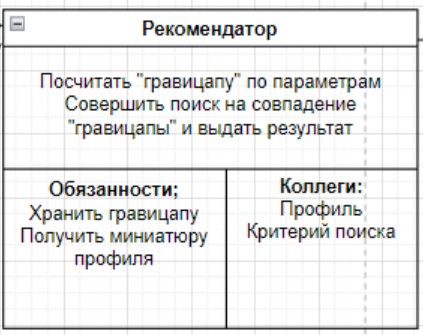 Рекомендатор
Посчитать "гравицапу" по параметрам
Совершить поиск на совпадение
"гравицапы" и выдать результат
Обязанности;
Хранить гравицапу
Получить миниатюру
профиля
Коллеги:
Профиль
Критерий поиска